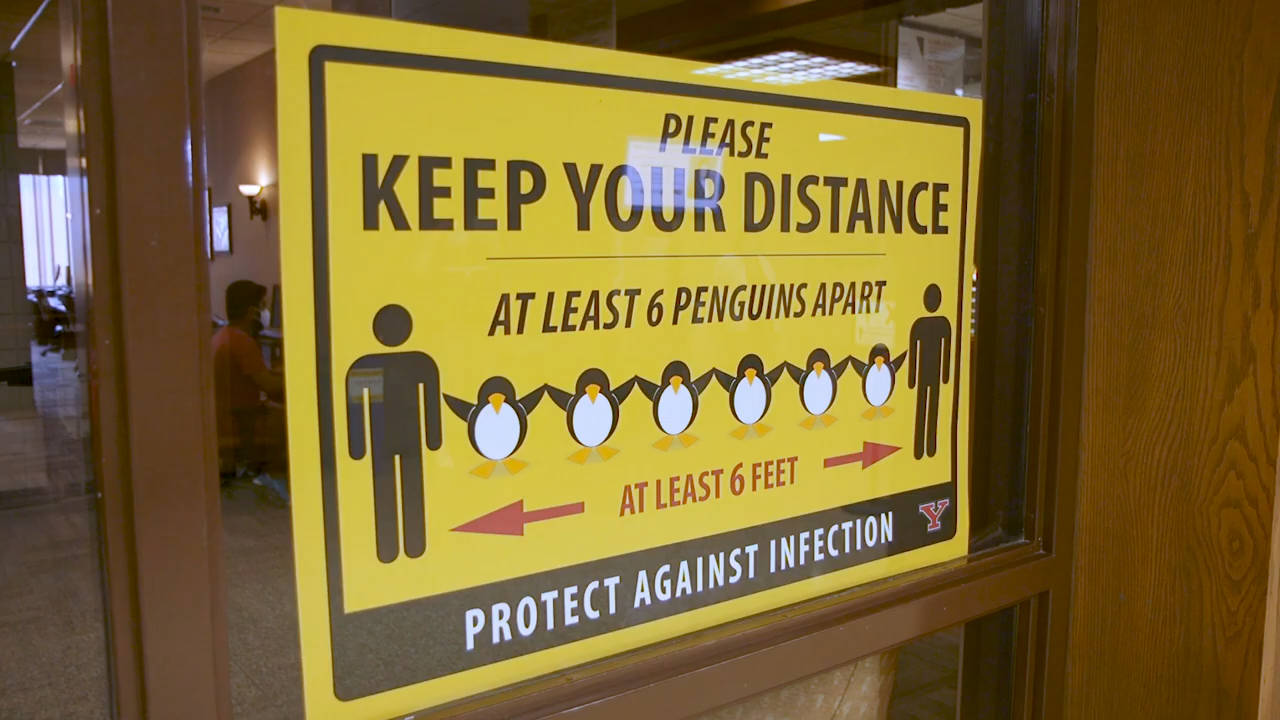 PLEASE
KEEP YOUR DISTANCE
AT LEAST 6 PENGUINS APART
AT LEAST 6 FEET
PROTECT AGAINST INFECTION
Y